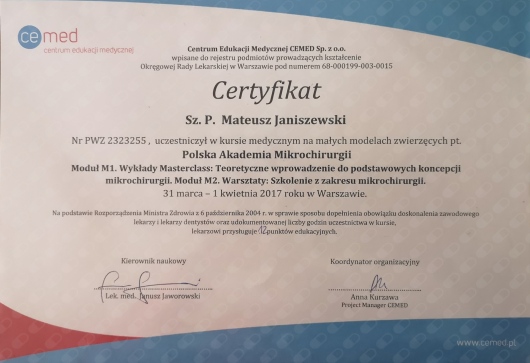 ce med
centrum edukacji medycznej
Centrum Edukacji Medycznej CEMED Sp. z o.o.
wpisane do rejestru podmiotów prowadzących kształcenie
Okręgowej Rady Lekarskiej w Warszawie pod numerem 68-000199-003-0015
Certyfikat
Sz. P. Mateusz Janiszewski
Nr PWZ 2323255 , uczestniczył w kursie medycznym na małych modelach zwierzęcych pt.
Polska Akademia Mikrochirurgii
Moduł M1. Wykłady Masterclass: Teoretyczne wprowadzenie do podstawowych koncepcji
mikrochirurgii. Moduł M2. Warsztaty: Szkolenie z zakresu mikrochirurgii.
31 marca – 1 kwietnia 2017 roku w Warszawie.
Na podstawie Rozporządzenia Ministra Zdrowia z 6 października 2004 r. w sprawie sposobu dopełnienia obowiązku doskonalenia zawodowego
lekarzy i lekarzy dentystów oraz udokumentowanej liczby godzin uczestnictwa w kursie,
lekarzowi przysługuje 12 punktów edukacyjnych.
Kierownik naukowy
Koordynator organizacyjny
Lek. med. Janusz Jaworowski
Anna Kurzawa
Project Manager CEMED
www.cemed.pl